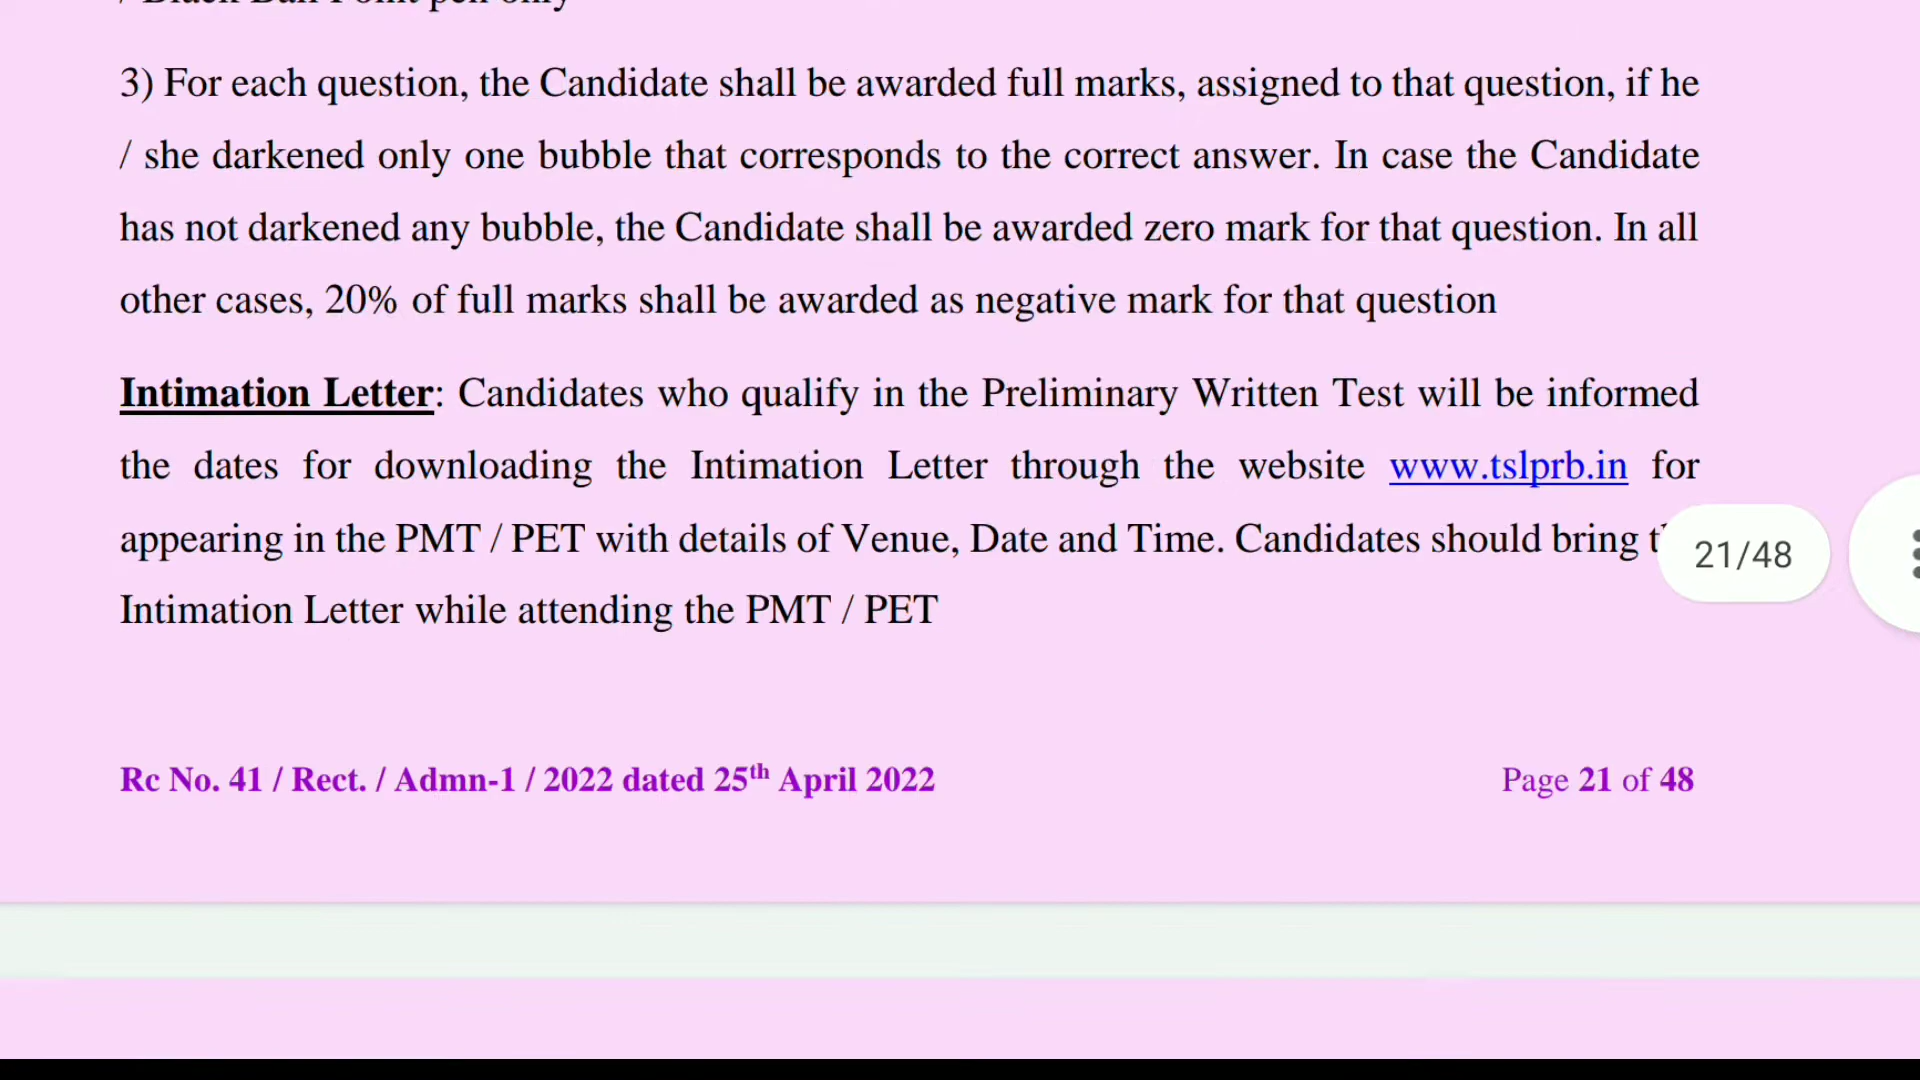 / Black Ball Point pen only
3) For each question, the Candidate shall be awarded full marks, assigned to that question, if he
/ she darkened only one bubble that corresponds to the correct answer. In case the Candidate
has not darkened any bubble, the Candidate shall be awarded zero mark for that question. In all
other cases, 20% of full marks shall be awarded as negative mark for that question
Intimation Letter: Candidates who qualify in the Preliminary Written Test will be informed
the dates for downloading the Intimation Letter through the website www.tslprb.in for
appearing in the PMT / PET with details of Venue, Date and Time. Candidates should bring
21/48
Intimation Letter while attending the PMT / PET
Rc No. 41 / Rect. / Admn-1 / 2022 dated 25th April 2022
Page 21 of 48